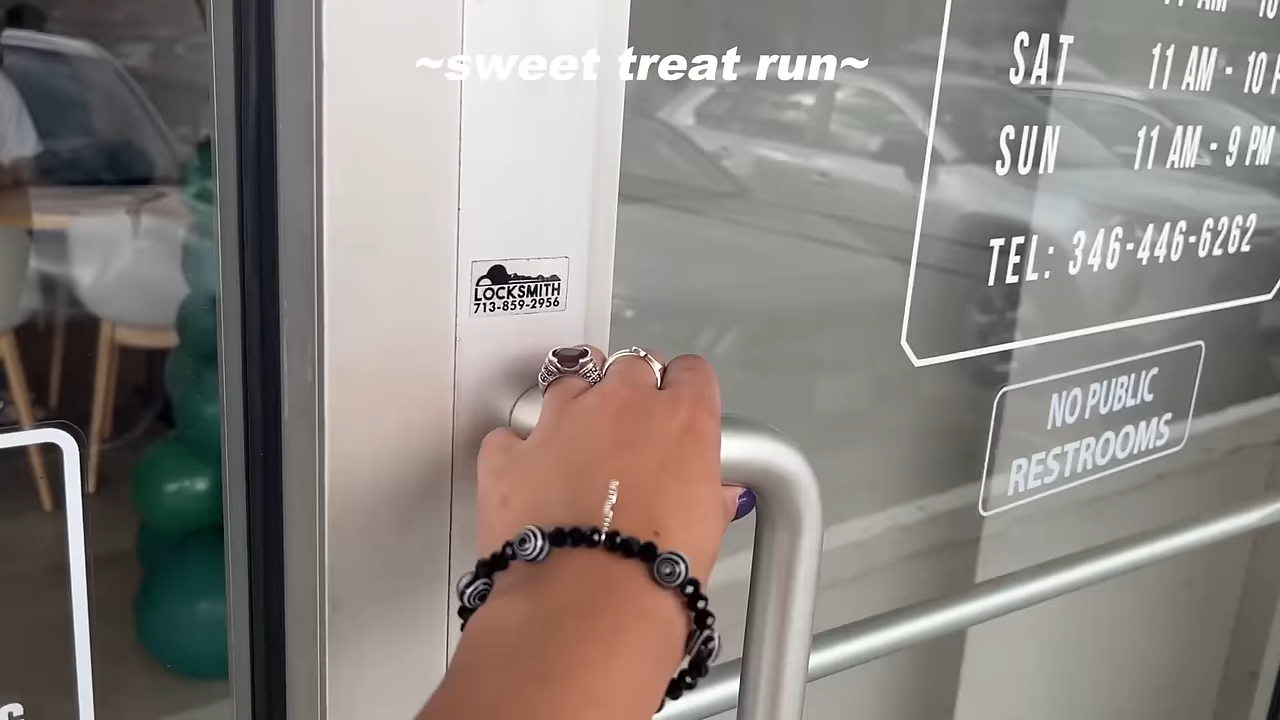 ~sweet treat run~
SAT 11 AM - 10 P
SUN 11 AM - 9 PM
TEL: 346-446-6262
NO PUBLIC
RESTROOMS
LOCKSMITH
713-859-2956